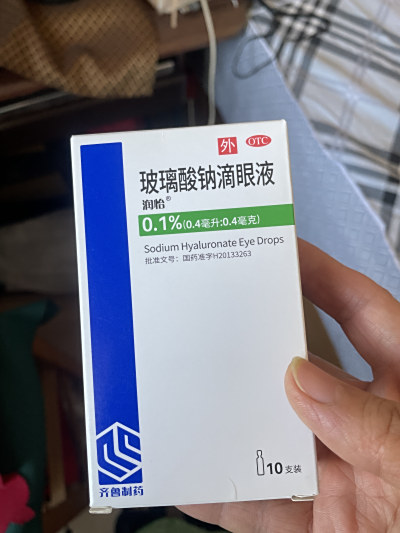 外 OTC
玻璃酸钠滴眼液
润怡®
0.1%(0.4毫升:0.4毫克)
Sodium Hyaluronate Eye Drops
批准文号：国药准字H20133263
10支装
齐鲁制药